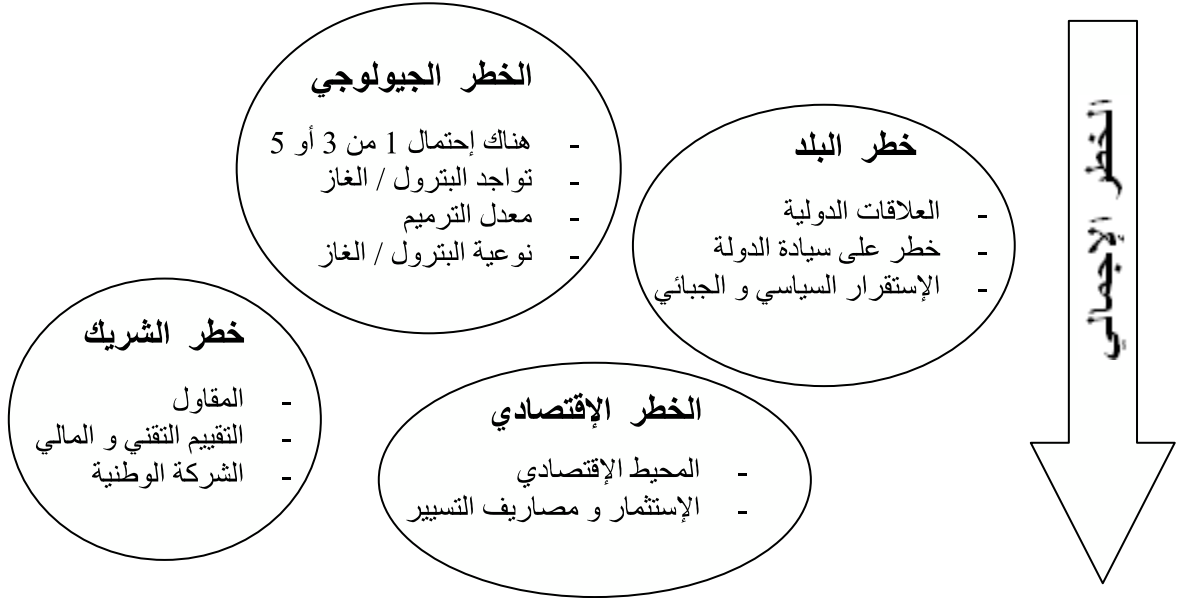 الخطر الجيولوجي
- هناك إحتمال 1 من 3 أو 5
- تواجد البترول / الغاز
- معدل الترميم
- نوعية البترول / الغاز
خطر البلد
- العلاقات الدولية
- خطر على سيادة الدولة
- الإستقرار السياسي و الجبائي
خطر الشريك
- المقاول
- التقييم التقني و المالي
- الشركة الوطنية
الخطر الإقتصادي
- المحيط الإقتصادي
- الإستثمار و مصاريف التسيير
الخطر الإجمالي